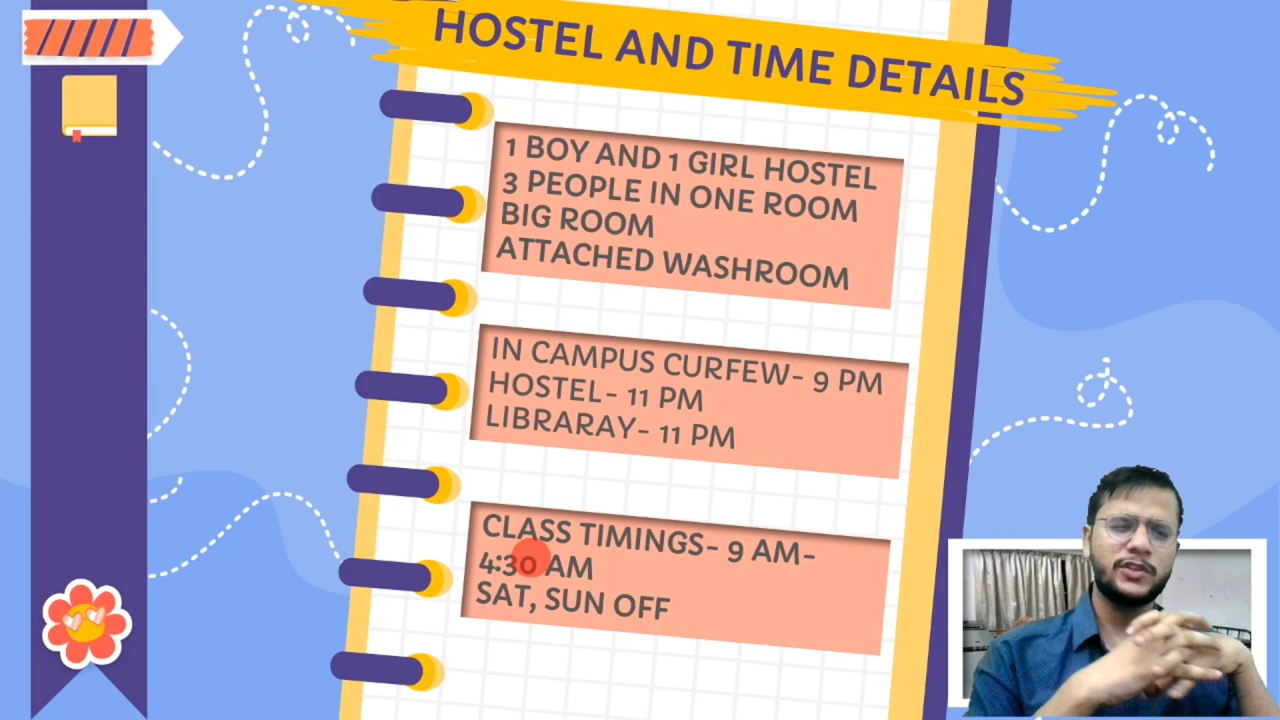 HOSTEL AND TIME DETAILS
1 BOY AND 1 GIRL HOSTEL
3 PEOPLE IN ONE ROOM
BIG ROOM
ATTACHED WASHROOM
IN CAMPUS CURFEW- 9 PM
HOSTEL- 11 PM
LIBRARAY- 11 PM
CLASS TIMINGS- 9 AM-
4:30 AM
SAT, SUN OFF